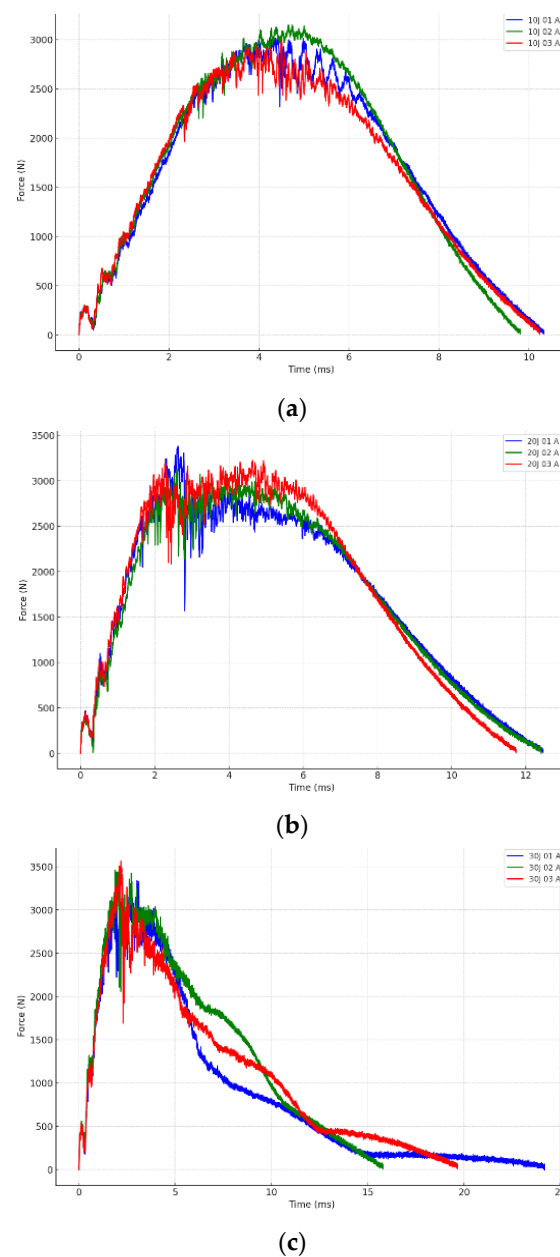 3000
2500
2000
1500
1000
500
0
Force (N)
0
2
4
6
8
10
Time (ms)
10J 01 A
10J 02 A
10J 03 A
(a)
3500
3000
2500
2000
1500
1000
500
0
Force (N)
0
2
4
6
8
10
12
Time (ms)
20J 01 A
20J 02 A
20J 03 A
(b)
3500
3000
2500
2000
1500
1000
500
0
Force (N)
0
5
10
15
20
Time (ms)
30J 01 A
30J 02 A
30J 03 A
(c)